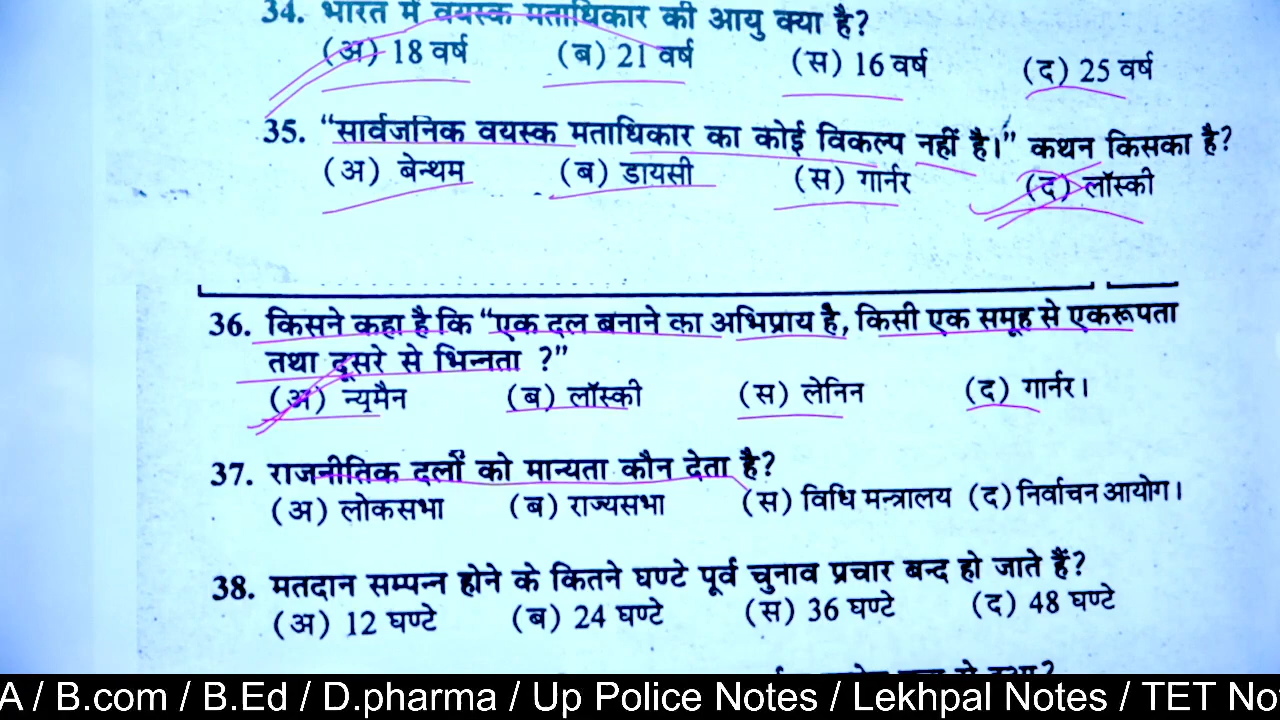 34. भारत में वयस्क मताधिकार की आयु क्या है?
(अ) 18 वर्ष (ब) 21 वर्ष (स) 16 वर्ष (द) 25 वर्ष
35. “सार्वजनिक वयस्क मताधिकार का कोई विकल्प नहीं है।” कथन किसका है?
(अ) बेन्थम (ब) डायसी (स) गार्नर (द) लॉस्की
36. किसने कहा है कि “एक दल बनाने का अभिप्राय है, किसी एक समूह से एकरूपता
तथा दूसरे से भिन्नता ?”
(अ) न्यूमैन (ब) लॉस्की (स) लेनिन (द) गार्नर।
37. राजनीतिक दलों को मान्यता कौन देता है?
(अ) लोकसभा (ब) राज्यसभा (स) विधि मन्त्रालय (द) निर्वाचन आयोग।
38. मतदान सम्पन्न होने के कितने घण्टे पूर्व चुनाव प्रचार बन्द हो जाते हैं?
(अ) 12 घण्टे (ब) 24 घण्टे (स) 36 घण्टे (द) 48 घण्टे
A / B.com / B.Ed / D.pharma / Up Police Notes / Lekhpal Notes / TET No